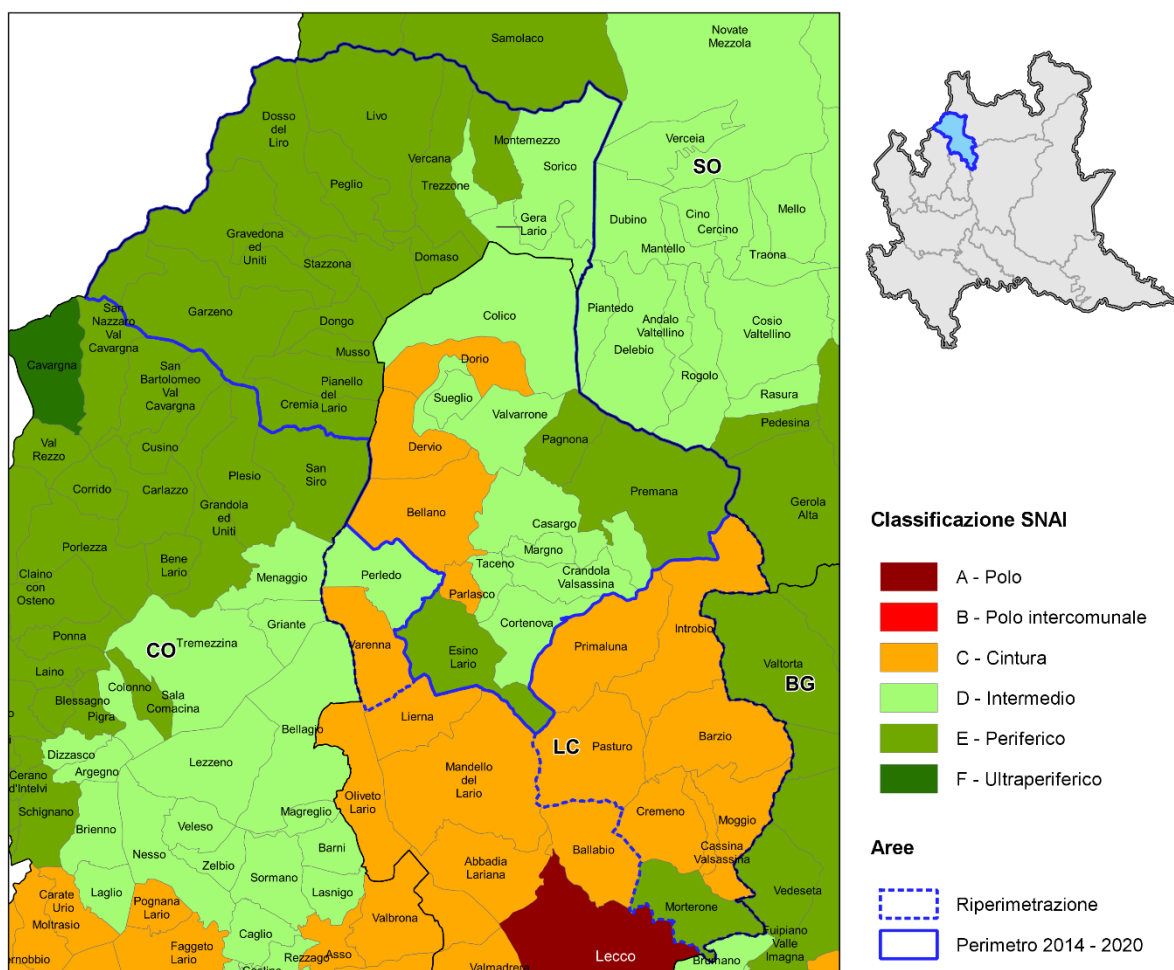 Samolaco
Novate
Mezzola
Dosso
del
Liro
Livo
Montemezzo
Verceia
Vercana
Trezzone
Sorico
SO
Peglio
Gera
Lario
Dubino
Cino
Cercino
Mello
Mantello
Traona
Gravedona
ed
Uniti
Stazzona
Domaso
Garzeno
Colico
Piantedo
Andalo
Valtellino
Cosio
Valtellino
Delebio
San
Nazzaro
Val
Cavargna
Dongo
Musso
Cavargna
San
Bartolomeo
Val
Cavargna
Pianello
del
Lario
Cremia
Dorio
Sueglio
Rogolo
Rasura
Valvarrone
Pedesina
Val
Rezzo
Cusino
Dervio
Pagnona
Corrido
Carlazzo
Plesio
San
Siro
Premana
Gerola
Alta
Grandola
ed
Uniti
Bellano
Casargo
Porlezza
Margno
Bene
Lario
Menaggio
Perledo
Taceno
Crandola
Valsassina
Claino
con
Osteno
Parlasco
Cortenova
Griante
Introbio
Ponna
CO
Tremezzina
Varenna
Esino
Lario
Primaluna
Laino
Valtorta
Colonno
Sala
Comacina
Blessagno
Pigra
BG
Lierna
Bellagio
LC
Pasturo
Barzio
Dizzasco
Argegno
Lezzeno
Mandello
del
Lario
Cerano
d'Intelvi
Oliveto
Lario
Schignano
Magreglio
Cremeno
Moggio
Brienno
Veleso
Barni
Ballabio
Cassina
Valsassina
Nesso
Zelbio
Sormano
Abbadia
Lariana
Laglio
Lasnigo
Carate
Urio
Moltrasio
Pognana
Lario
Valbrona
Morterone
Vedeseta
Caglio
Fuipiano
Valle
Imagna
ernobbio
Faggeto
Lario
Rezzago
Asso
Valmadrera
Lecco
Brumano
Classificazione SNAI
A - Polo
B - Polo intercomunale
C - Cintura
D - Intermedio
E - Periferico
F - Ultraperiferico
Aree
Riperimetrazione
Perimetro 2014 - 2020